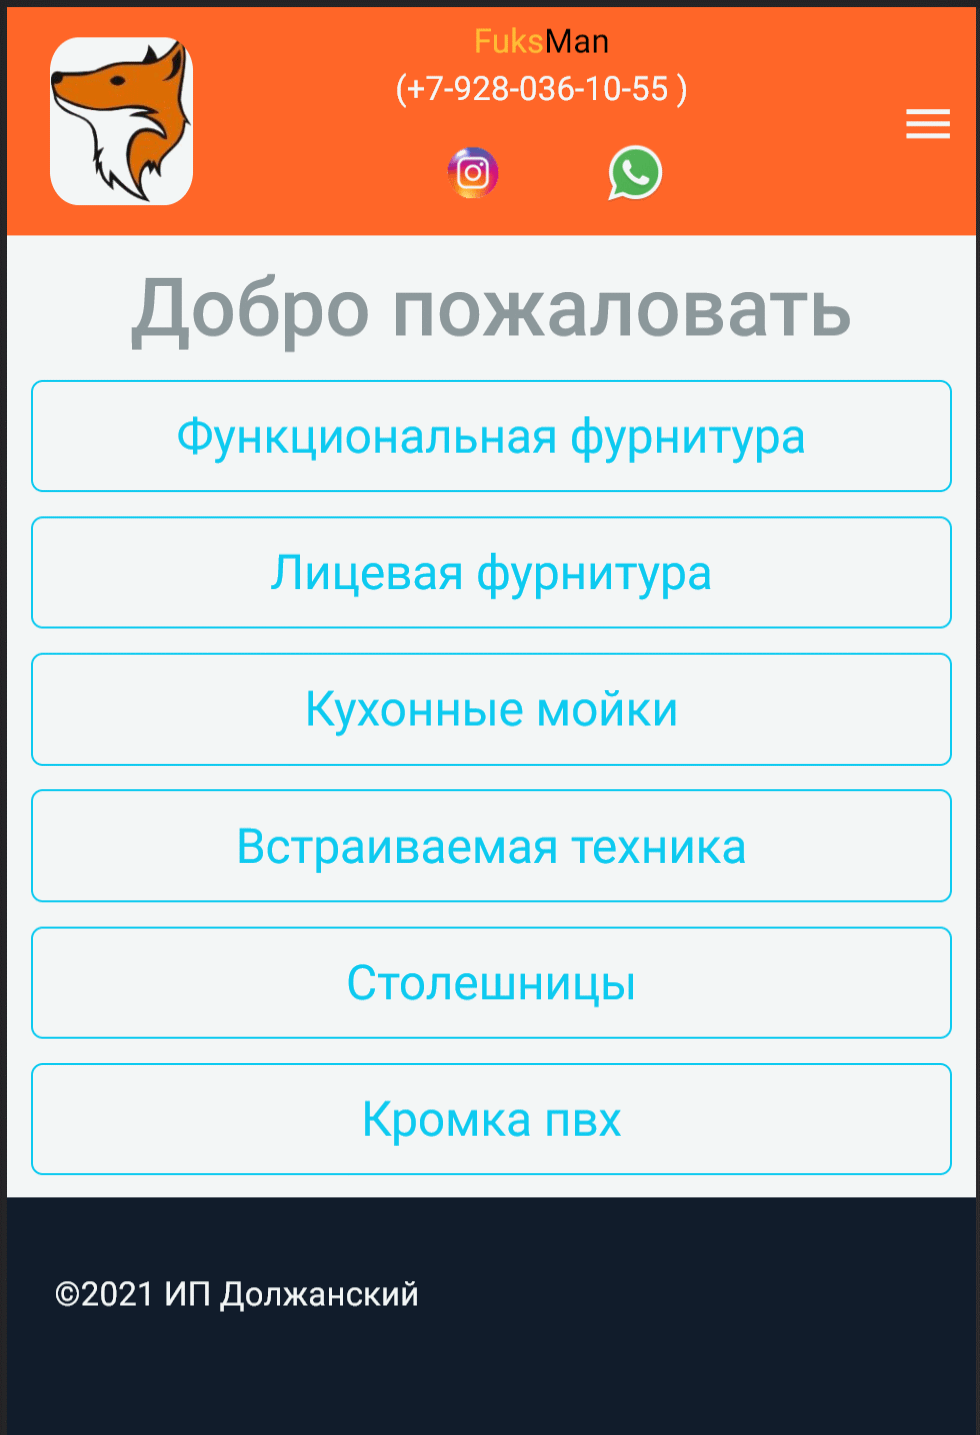 FuksMan
(+7-928-036-10-55 )
Добро пожаловать
Функциональная фурнитура
Лицевая фурнитура
Кухонные мойки
Встраиваемая техника
Столешницы
Кромка пвх
©2021 ИП Должанский